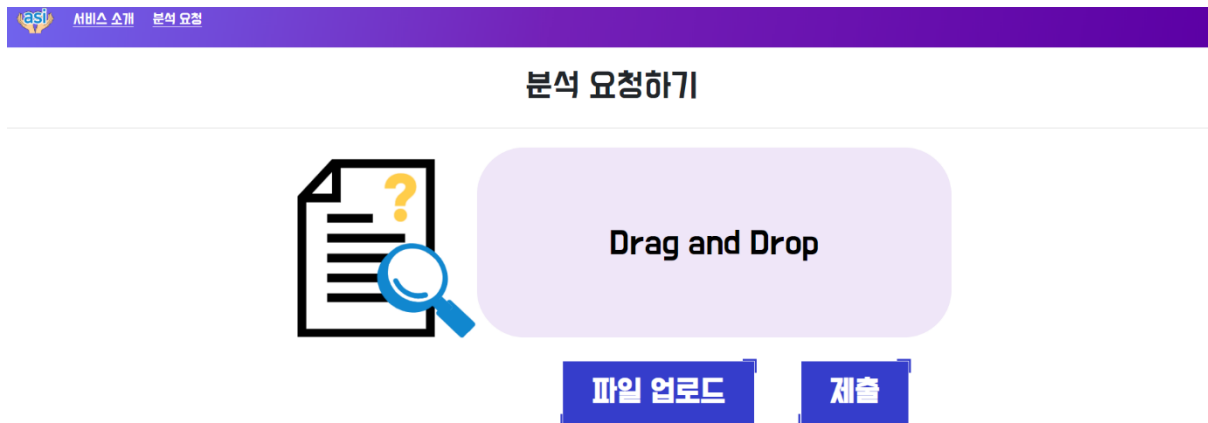 asi 서비스 소개 분석 요청
분석 요청하기
?
Drag and Drop
파일 업로드 제출